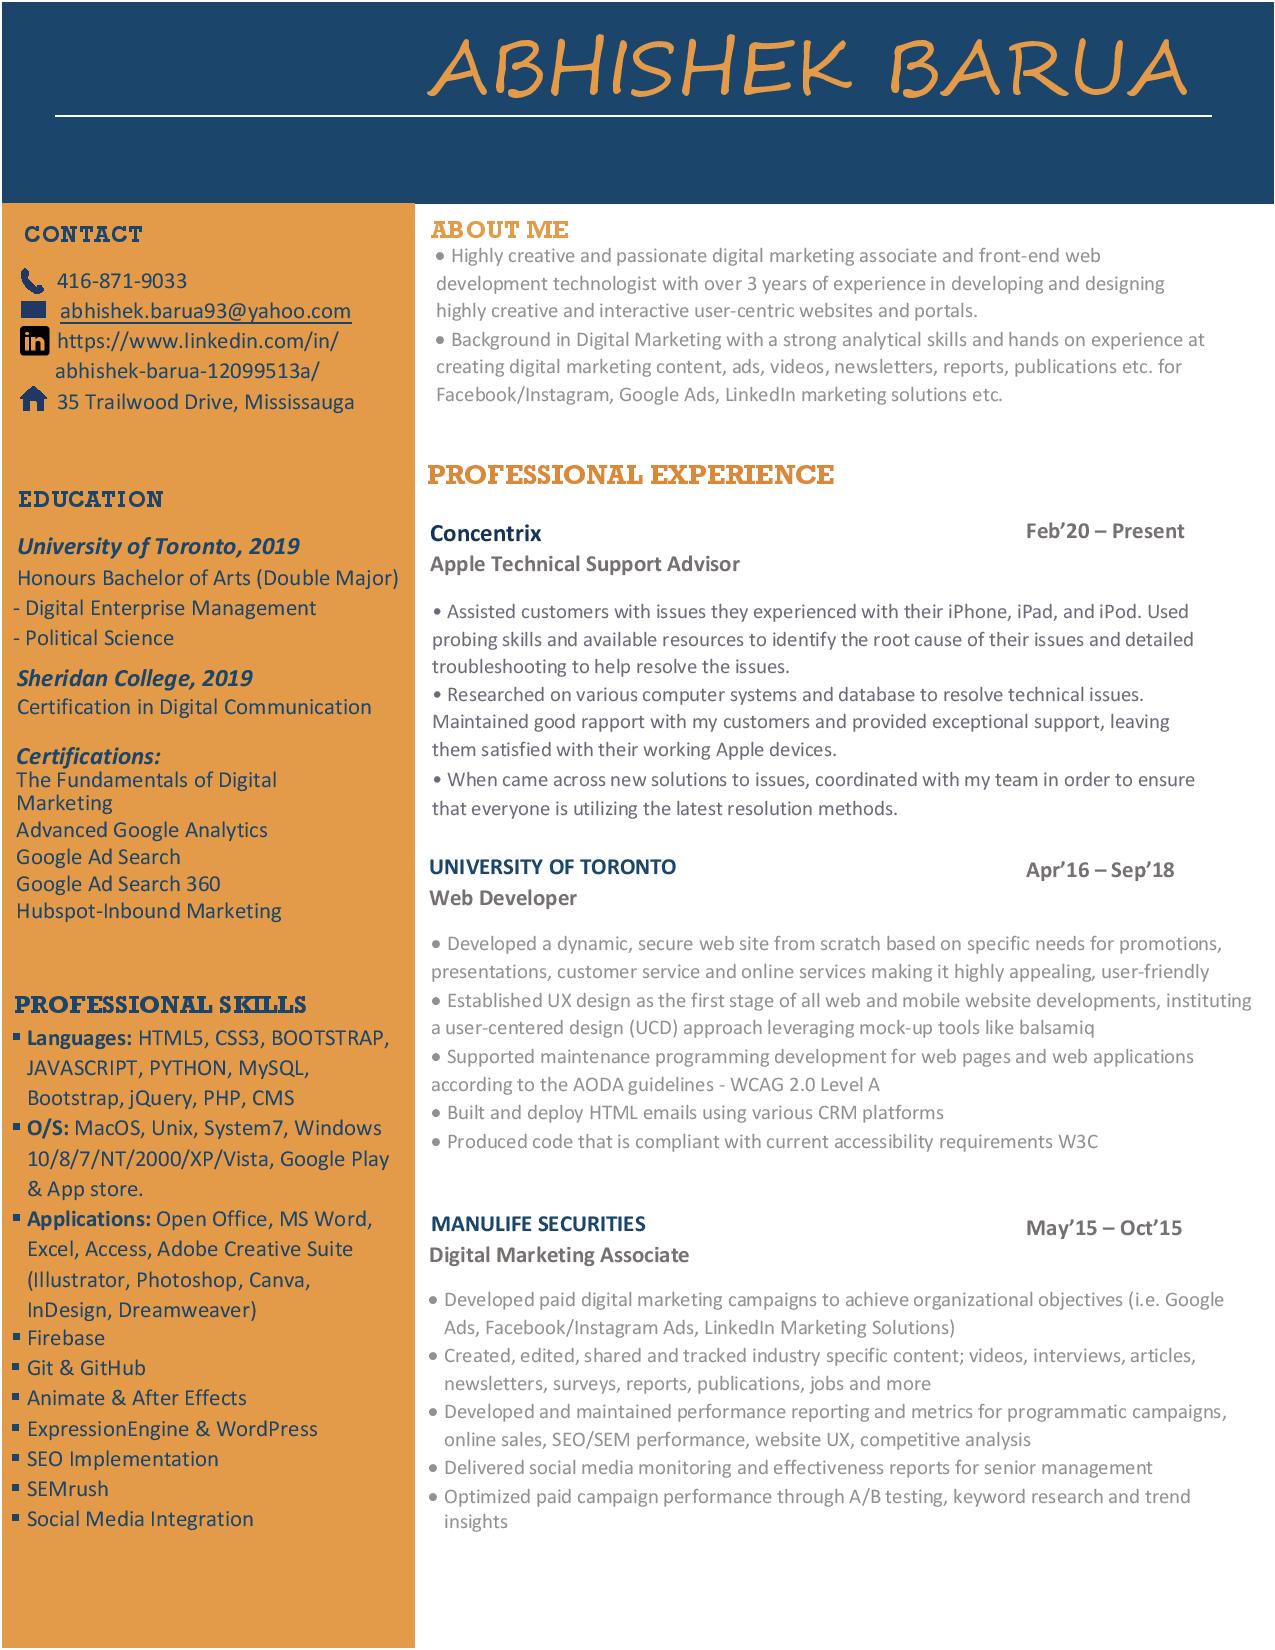 ABHISHEK BARUA
CONTACT
416-871-9033
abhishek.barua93@yahoo.com
in https://www.linkedin.com/in/
abhishek-barua-12099513a/
35 Trailwood Drive, Mississauga
EDUCATION
University of Toronto, 2019
Honours Bachelor of Arts (Double Major)
- Digital Enterprise Management
- Political Science
Sheridan College, 2019
Certification in Digital Communication
Certifications:
The Fundamentals of Digital
Marketing
Advanced Google Analytics
Google Ad Search
Google Ad Search 360
Hubspot-Inbound Marketing
PROFESSIONAL SKILLS
▪ Languages: HTML5, CSS3, BOOTSTRAP,
JAVASCRIPT, PYTHON, MySQL,
Bootstrap, jQuery, PHP, CMS
▪ O/S: MacOS, Unix, System7, Windows
10/8/7/NT/2000/XP/Vista, Google Play
& App store.
▪ Applications: Open Office, MS Word,
Excel, Access, Adobe Creative Suite
(Illustrator, Photoshop, Canva,
InDesign, Dreamweaver)
▪ Firebase
▪ Git & GitHub
▪ Animate & After Effects
▪ ExpressionEngine & WordPress
▪ SEO Implementation
▪ SEMrush
▪ Social Media Integration
ABOUT ME
• Highly creative and passionate digital marketing associate and front-end web
development technologist with over 3 years of experience in developing and designing
highly creative and interactive user-centric websites and portals.
• Background in Digital Marketing with a strong analytical skills and hands on experience at
creating digital marketing content, ads, videos, newsletters, reports, publications etc. for
Facebook/Instagram, Google Ads, LinkedIn marketing solutions etc.
PROFESSIONAL EXPERIENCE
Concentrix Feb’20 – Present
Apple Technical Support Advisor
• Assisted customers with issues they experienced with their iPhone, iPad, and iPod. Used
probing skills and available resources to identify the root cause of their issues and detailed
troubleshooting to help resolve the issues.
• Researched on various computer systems and database to resolve technical issues.
Maintained good rapport with my customers and provided exceptional support, leaving
them satisfied with their working Apple devices.
• When came across new solutions to issues, coordinated with my team in order to ensure
that everyone is utilizing the latest resolution methods.
UNIVERSITY OF TORONTO Apr’16 – Sep’18
Web Developer
• Developed a dynamic, secure web site from scratch based on specific needs for promotions,
presentations, customer service and online services making it highly appealing, user-friendly
• Established UX design as the first stage of all web and mobile website developments, instituting
a user-centered design (UCD) approach leveraging mock-up tools like balsamiq
• Supported maintenance programming development for web pages and web applications
according to the AODA guidelines - WCAG 2.0 Level A
• Built and deploy HTML emails using various CRM platforms
• Produced code that is compliant with current accessibility requirements W3C
MANULIFE SECURITIES May’15 – Oct’15
Digital Marketing Associate
• Developed paid digital marketing campaigns to achieve organizational objectives (i.e. Google
Ads, Facebook/Instagram Ads, LinkedIn Marketing Solutions)
• Created, edited, shared and tracked industry specific content; videos, interviews, articles,
newsletters, surveys, reports, publications, jobs and more
• Developed and maintained performance reporting and metrics for programmatic campaigns,
online sales, SEO/SEM performance, website UX, competitive analysis
• Delivered social media monitoring and effectiveness reports for senior management
• Optimized paid campaign performance through A/B testing, keyword research and trend
insights